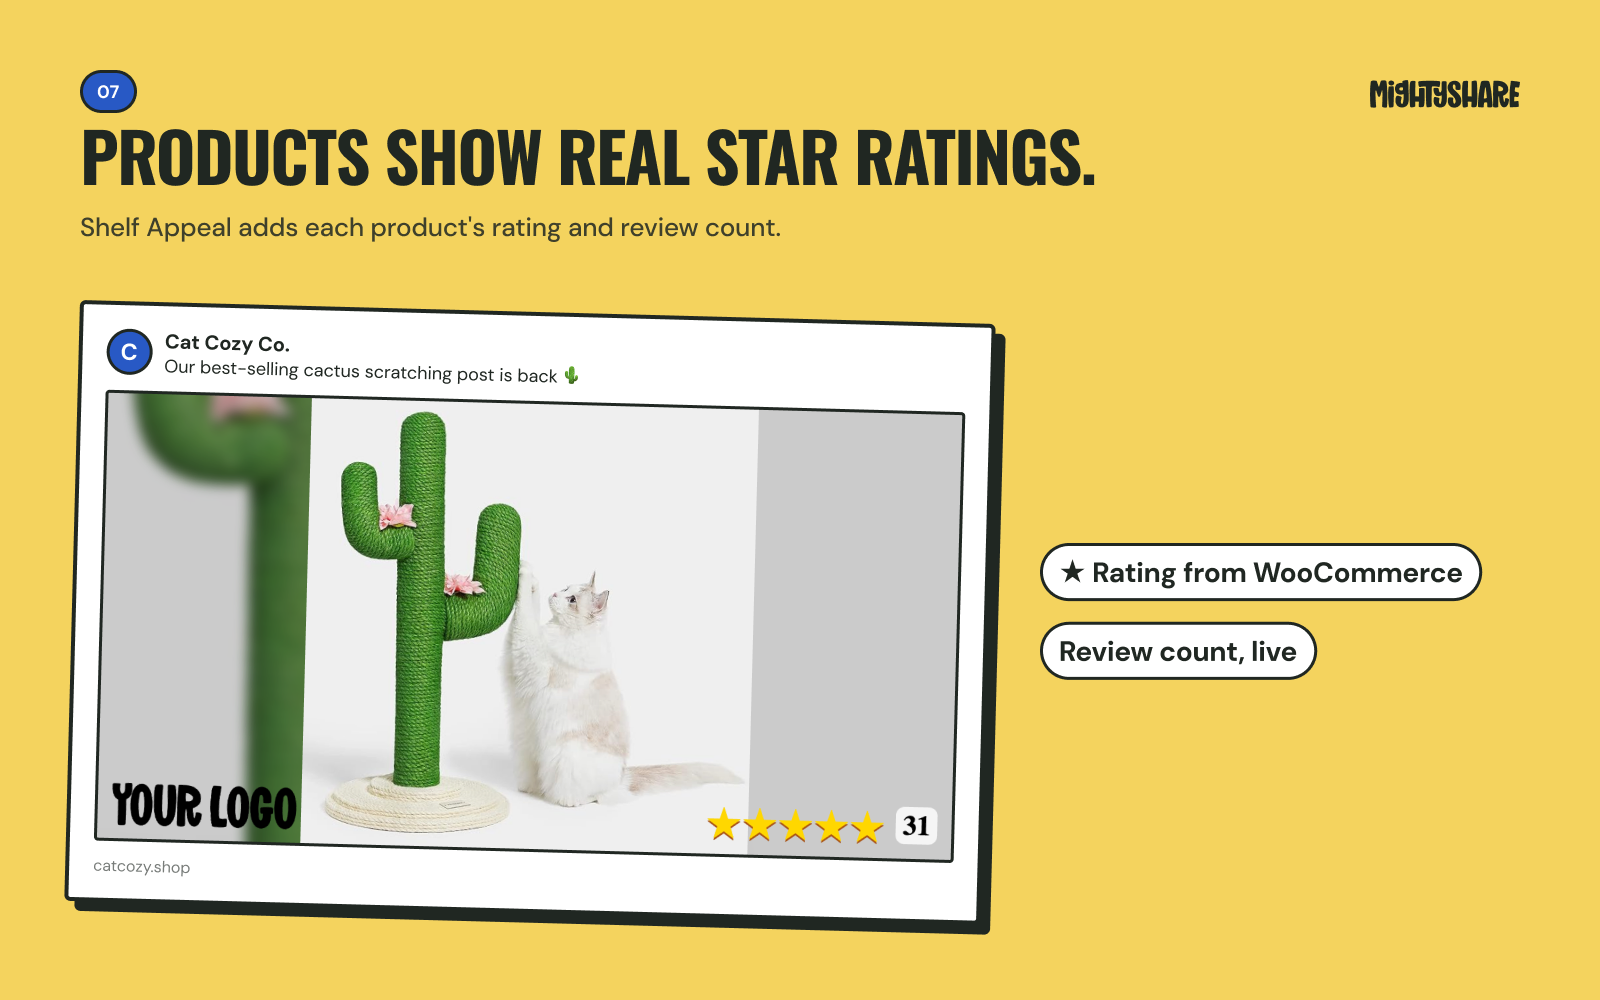 07
MIGHTYSHARE
PRODUCTS SHOW REAL STAR RATINGS.
Shelf Appeal adds each product's rating and review count.
C
Cat Cozy Co.
Our best-selling cactus scratching post is back 🌵
YOUR LOGO
★★★★★ 31
catcozy.shop
★ Rating from WooCommerce
Review count, live